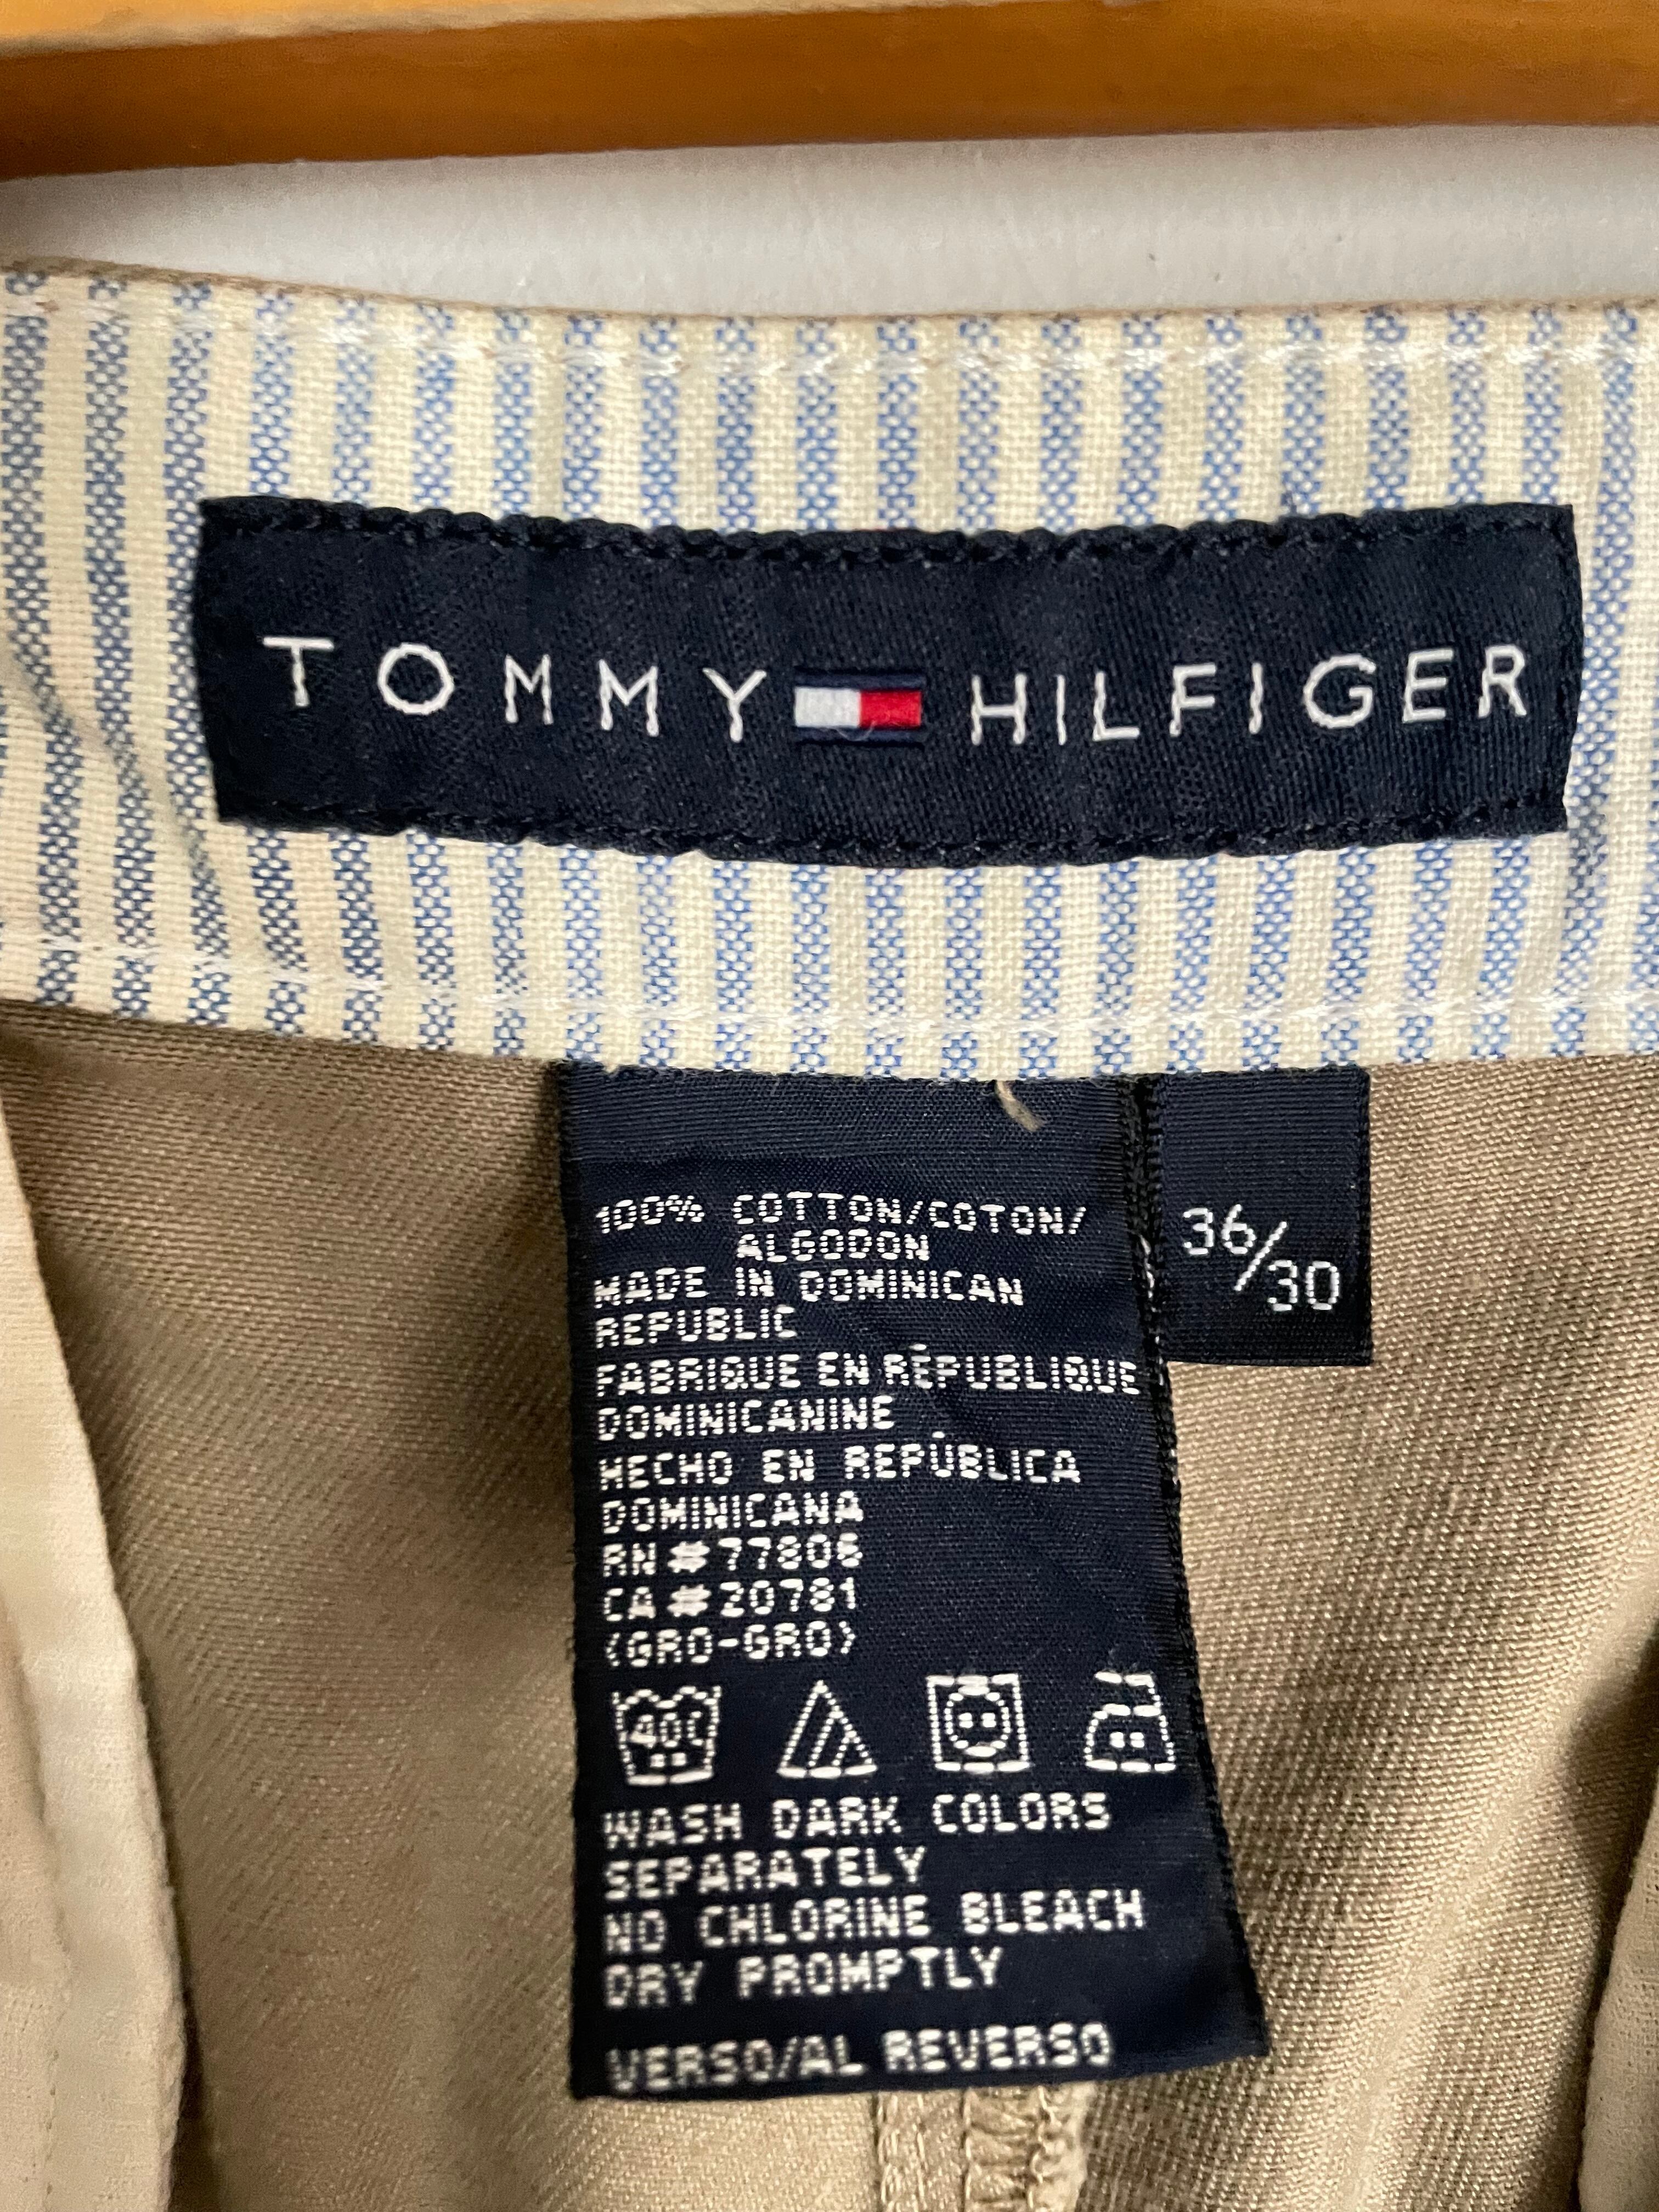 TOMMY HILFIGER
100% COTTON/COTON/
ALGODON
MADE IN DOMINICAN
REPUBLIC
FABRIQUE EN RÉPUBLIQUE
DOMINICANINE
HECHO EN REPÚBLICA
DOMINICANA
RN#77806
CA#20781
(GRO-GRO)
40C
WASH DARK COLORS
SEPARATELY
NO CHLORINE BLEACH
DRY PROMPTLY
VERSO/AL REVERSO
36/30